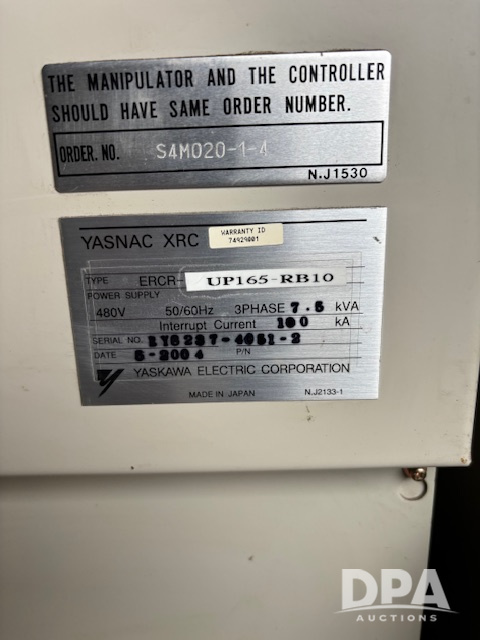 THE MANIPULATOR AND THE CONTROLLER
SHOULD HAVE SAME ORDER NUMBER.
ORDER. NO. S4M020-1-4
N.J1530
YASNAC XRC
WARRANTY ID
74929001
TYPE ERCR- UP165-RB10
POWER SUPPLY
480V 50/60Hz 3PHASE 7.5 kVA
Interrupt Current 100 kA
SERIAL NO.
DATE 5-2004 P/N
YASKAWA ELECTRIC CORPORATION
MADE IN JAPAN N.J2133-1
DPA
AUCTIONS